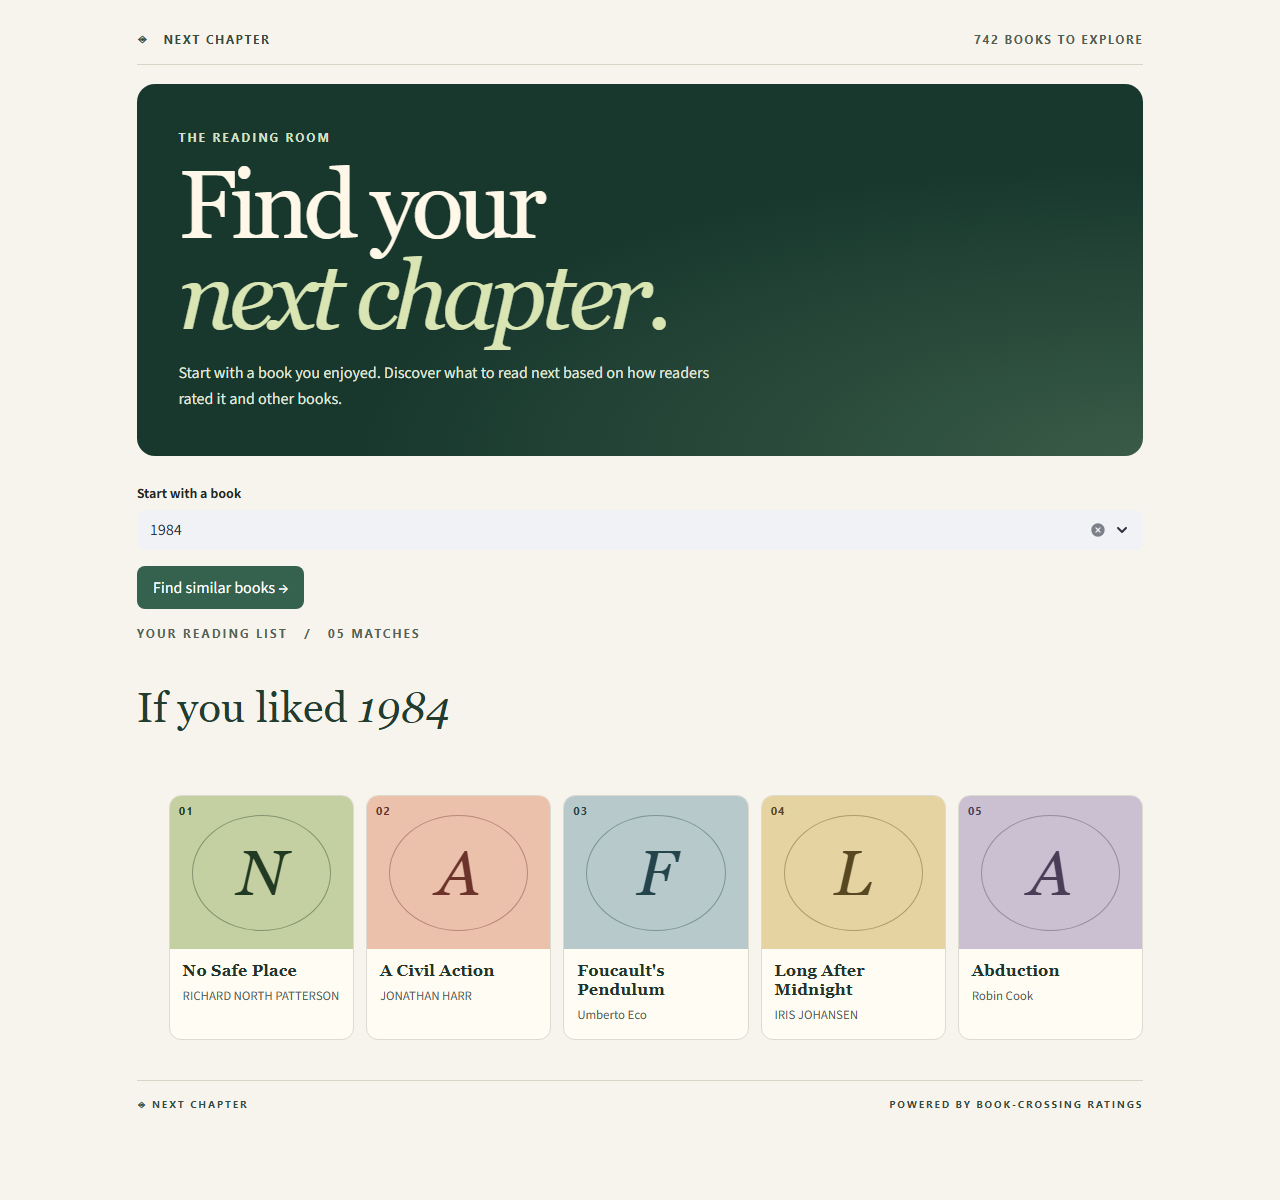 ◈ NEXT CHAPTER
742 BOOKS TO EXPLORE
THE READING ROOM
Find your
next chapter.
Start with a book you enjoyed. Discover what to read next based on how readers
rated it and other books.
Start with a book
1984
Find similar books →
YOUR READING LIST / 05 MATCHES
If you liked 1984
01
N
No Safe Place
RICHARD NORTH PATTERSON
02
A
A Civil Action
JONATHAN HARR
03
F
Foucault's
Pendulum
Umberto Eco
04
L
Long After
Midnight
IRIS JOHANSEN
05
A
Abduction
Robin Cook
◈ NEXT CHAPTER
POWERED BY BOOK-CROSSING RATINGS